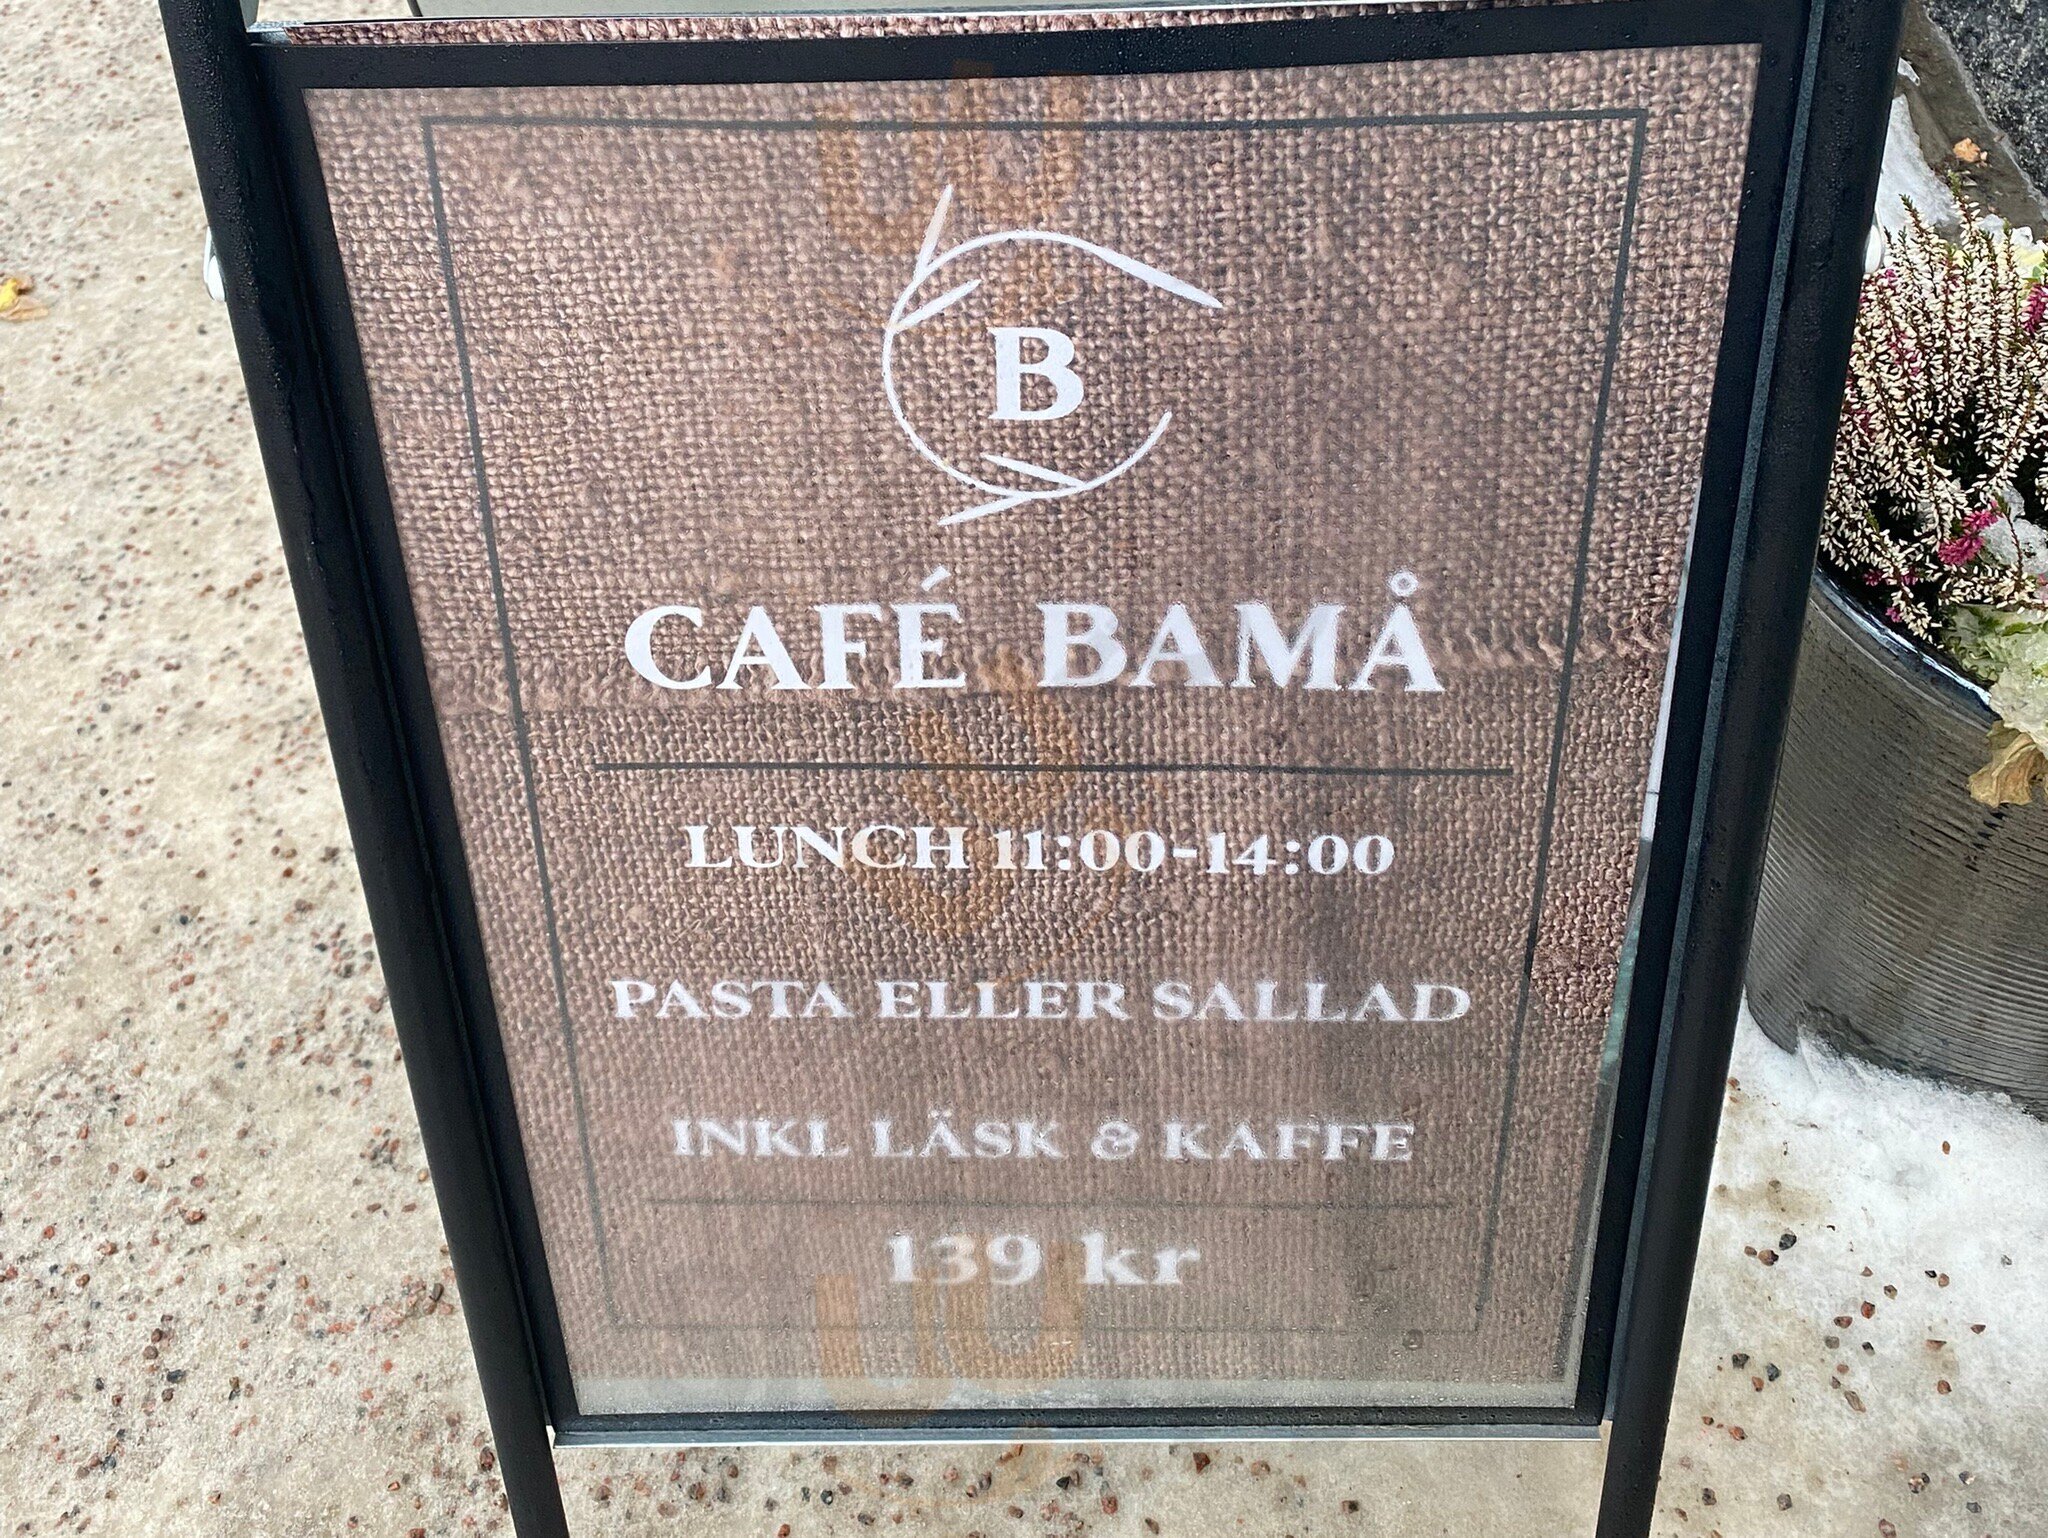 B
CAFÉ BAMÅ
LUNCH 11:00-14:00
PASTA ELLER SALLAD
INKL LÄSK & KAFFE
139 kr